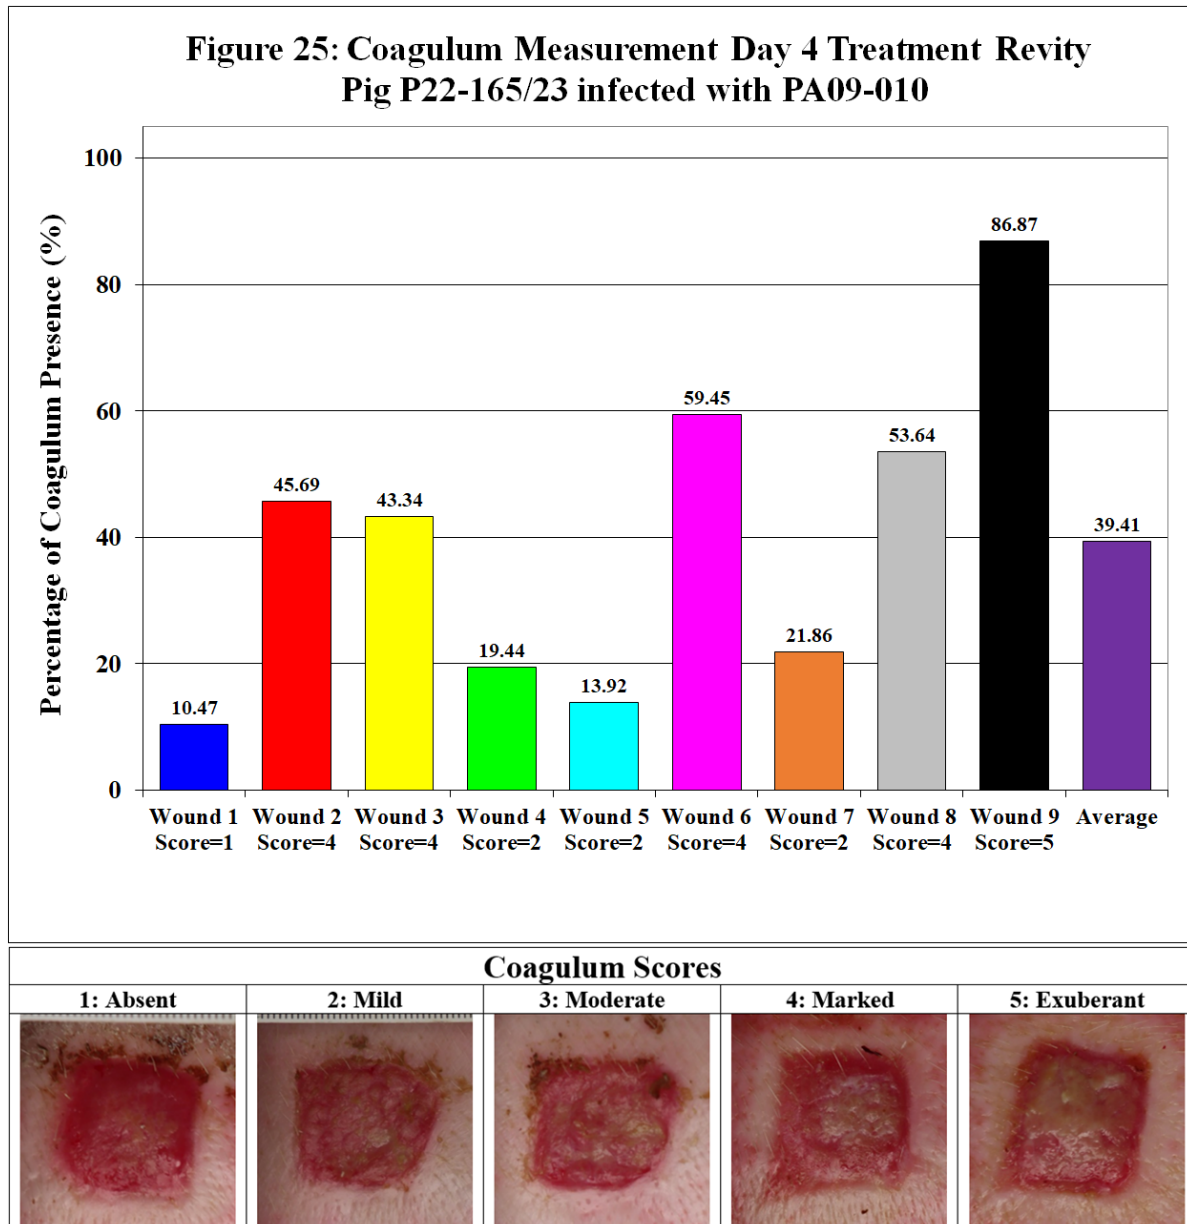 Figure 25: Coagulum Measurement Day 4 Treatment Revity
Pig P22-165/23 infected with PA09-010
Percentage of Coagulum Presence (%)
100
80
60
40
20
0
10.47
45.69
43.34
19.44
13.92
59.45
21.86
53.64
86.87
39.41
Wound 1 Wound 2 Wound 3 Wound 4 Wound 5 Wound 6 Wound 7 Wound 8 Wound 9 Average
Score=1 Score=4 Score=4 Score=2 Score=2 Score=4 Score=2 Score=4 Score=5
Coagulum Scores
1: Absent 2: Mild 3: Moderate 4: Marked 5: Exuberant